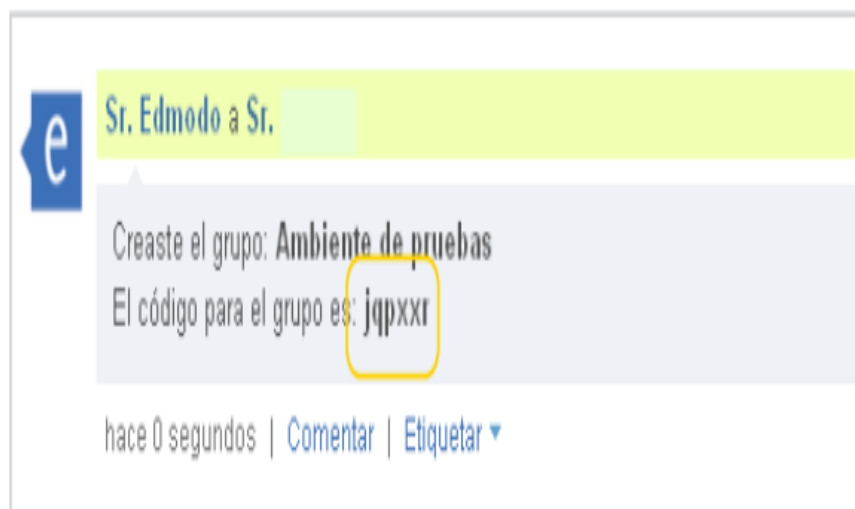 e
Sr. Edmodo a Sr.
Creaste el grupo: Ambiente de pruebas
El código para el grupo es: jqpxxr
hace 0 segundos | Comentar | Etiquetar